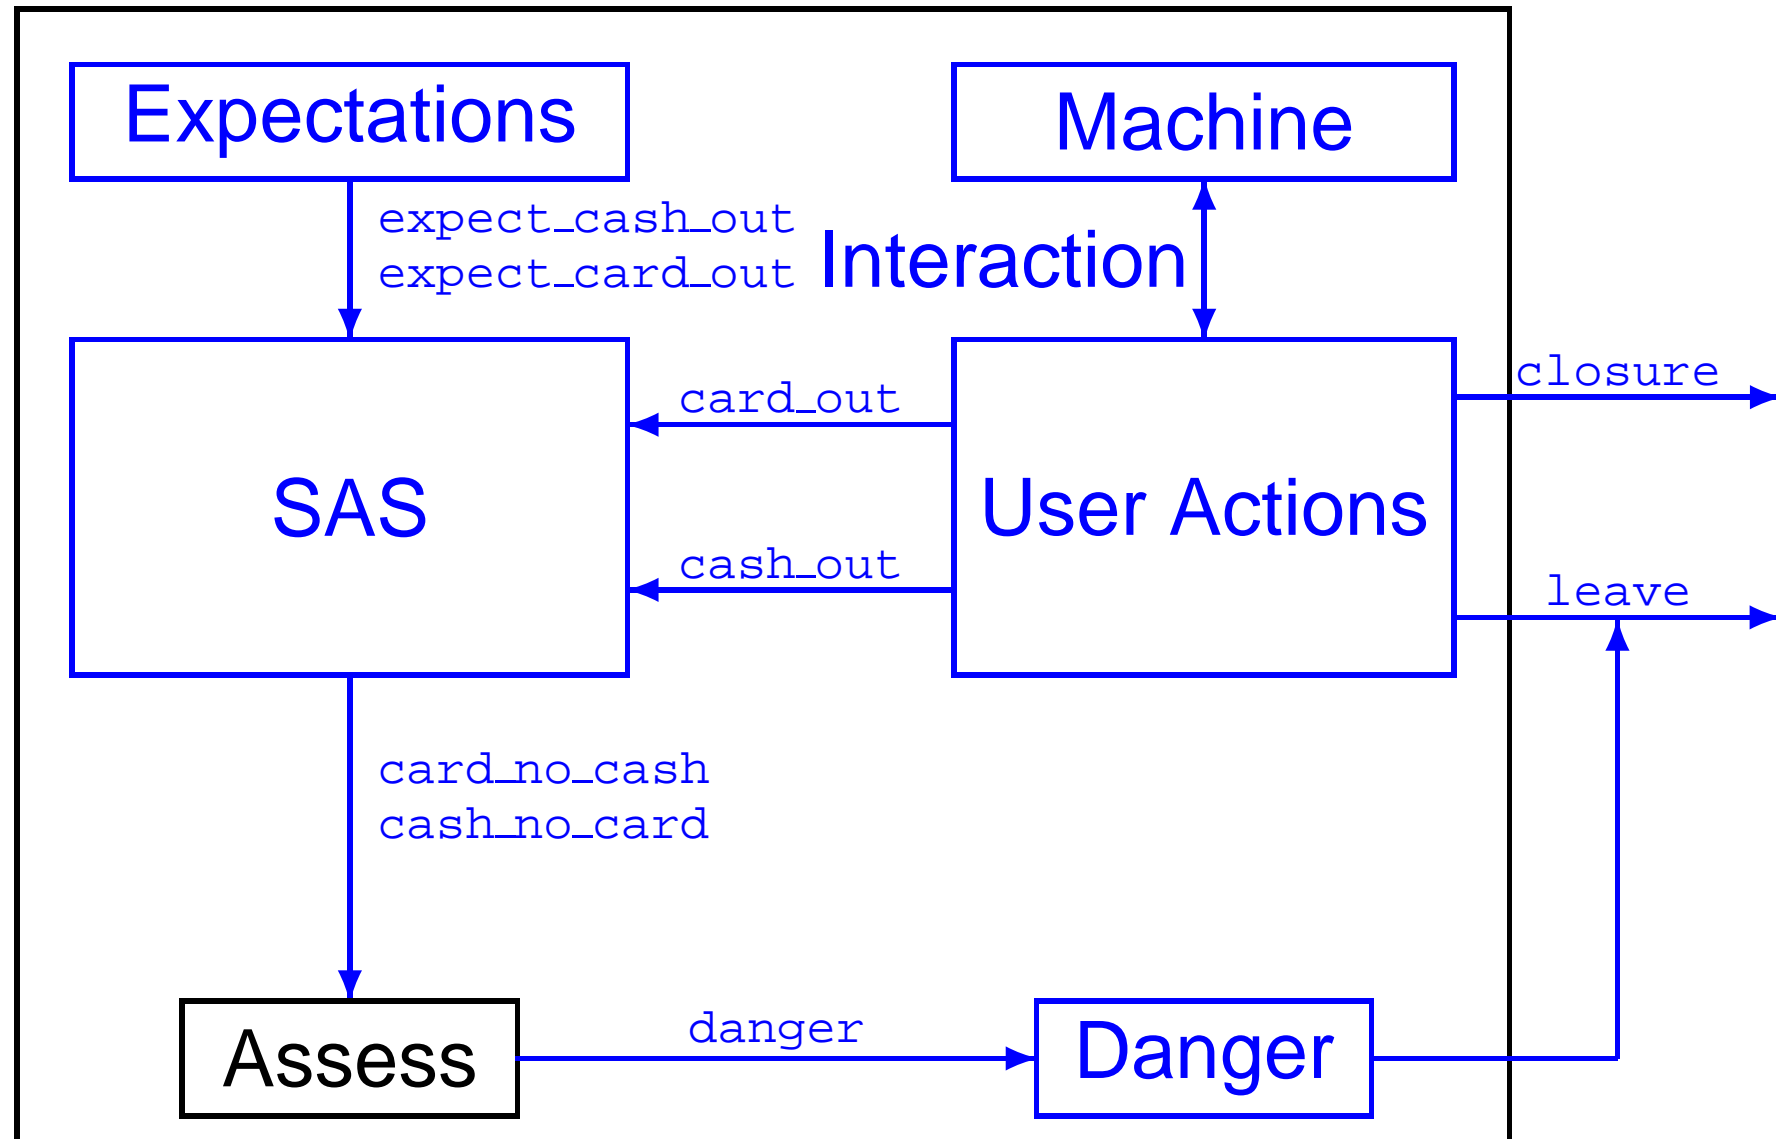 Expectations
Machine
expect_cash_out
expect_card_out
Interaction
closure
card_out
SAS
User Actions
cash_out
leave
card_no_cash
cash_no_card
danger
Assess
Danger